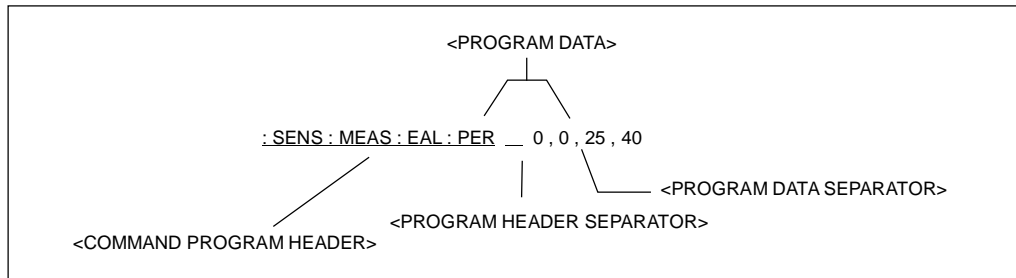 <PROGRAM DATA>
: SENS : MEAS : EAL : PER __ 0 , 0 , 25 , 40
<PROGRAM DATA SEPARATOR>
<PROGRAM HEADER SEPARATOR>
<COMMAND PROGRAM HEADER>